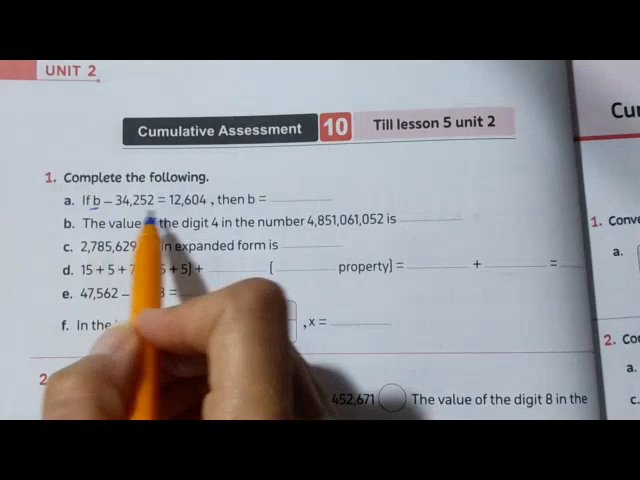 UNIT 2
Cumulative Assessment 10 Till lesson 5 unit 2
1. Complete the following.
a. If b – 34,252 = 12,604 , then b =
b. The value the digit 4 in the number 4,851,061,052 is
c. 2,785,629 in expanded form is
d. 15 + 5 + 5 + 5) + ( property) = + =
e. 47,562 – =
f. In the , x =
2
452,671 The value of the digit 8 in the
Cu
1. Conve
a.
2. Co
a.
c.